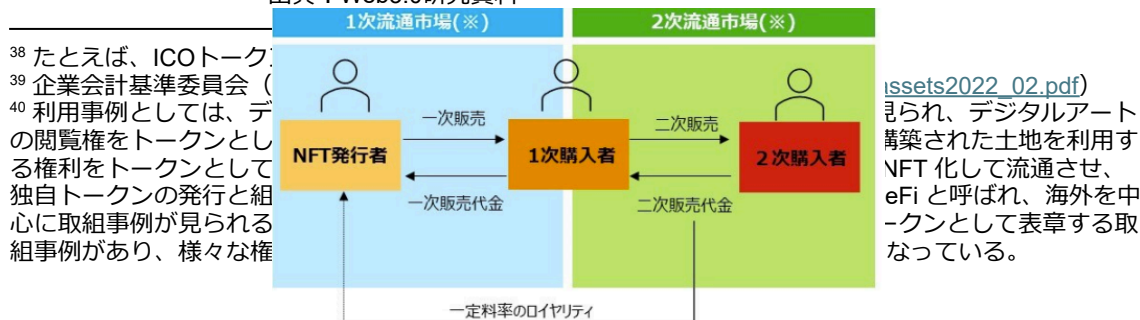 1次流通市場(※)
2次流通市場(※)
一次販売
二次販売
NFT発行者
1次購入者
2次購入者
一次販売代金
二次販売代金
一定料率のロイヤリティ
38 たとえば、ICOトーク
39 企業会計基準委員会（
ssets2022_02.pdf）
40 利用事例としては、デ
見られ、デジタルアート
の閲覧権をトークンとし
構築された土地を利用す
る権利をトークンとして
NFT 化して流通させ、
独自トークンの発行と組
eFi と呼ばれ、海外を中
心に取組事例が見られる
ークンとして表章する取
組事例があり、様々な権
なっている。